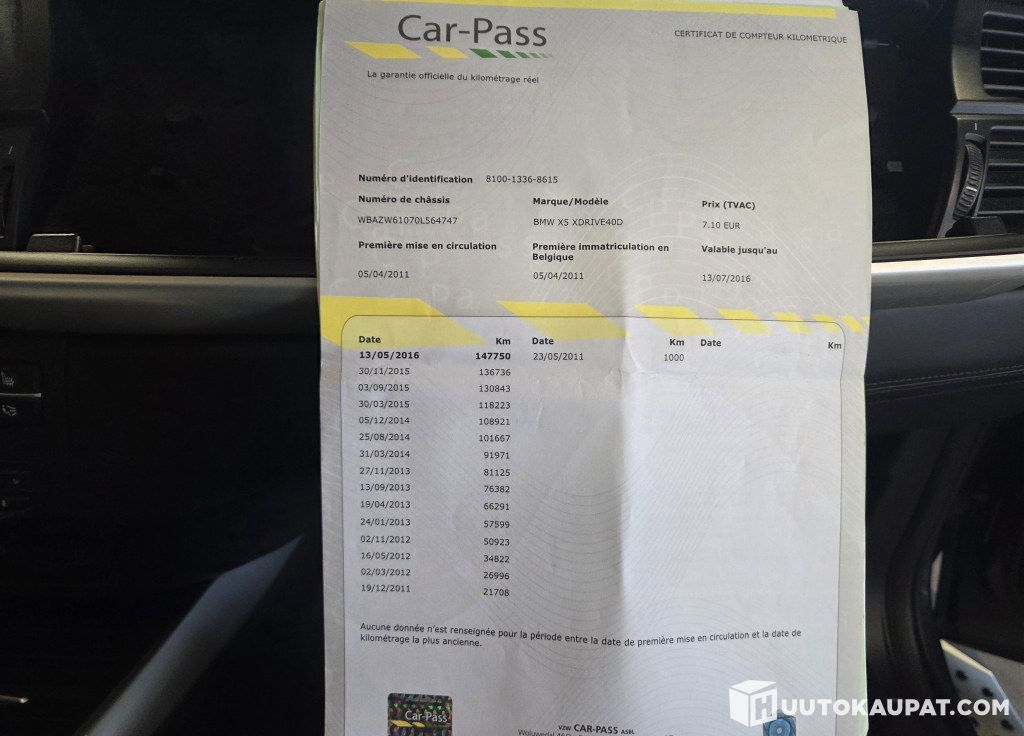 Car-Pass
CERTIFICAT DE COMPTEUR KILOMETRIQUE
La garantie officielle du kilométrage réel
Numéro d'identification 8100-1336-8615
Numéro de châssis Marque/Modèle Prix (TVAC)
WBAZW61070L564747 BMW X5 XDRIVE40D 7.10 EUR
Première mise en circulation Première immatriculation en Belgique Valable jusqu'au
05/04/2011 05/04/2011 13/07/2016
Date Km Date Km Date Km
13/05/2016 147750 23/05/2011 1000
30/11/2015 136736
03/09/2015 130843
30/03/2015 118223
05/12/2014 108921
25/08/2014 101667
31/03/2014 91971
27/11/2013 81125
13/09/2013 76382
19/04/2013 66291
24/01/2013 57599
02/11/2012 50923
16/05/2012 34822
02/03/2012 26996
19/12/2011 21708
Aucune donnée n'est renseignée pour la période entre la date de première mise en circulation et la date de
kilométrage la plus ancienne.
Car-Pass
VZW CAR-PASS ASBL
HUUTOKAUPAT.COM